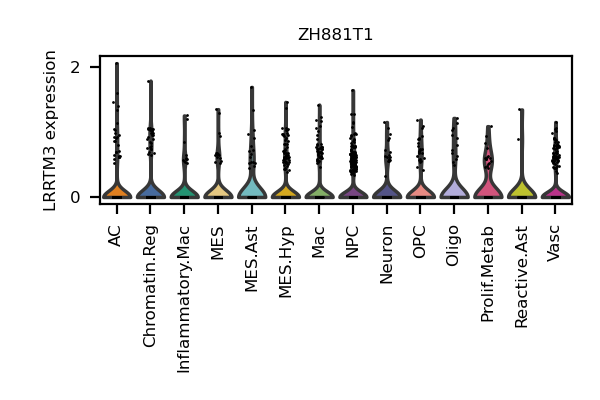 ZH881T1
LRRTM3 expression
2
0
AC
Chromatin.Reg
Inflammatory.Mac
MES
MES.Ast
MES.Hyp
Mac
NPC
Neuron
OPC
Oligo
Prolif.Metab
Reactive.Ast
Vasc